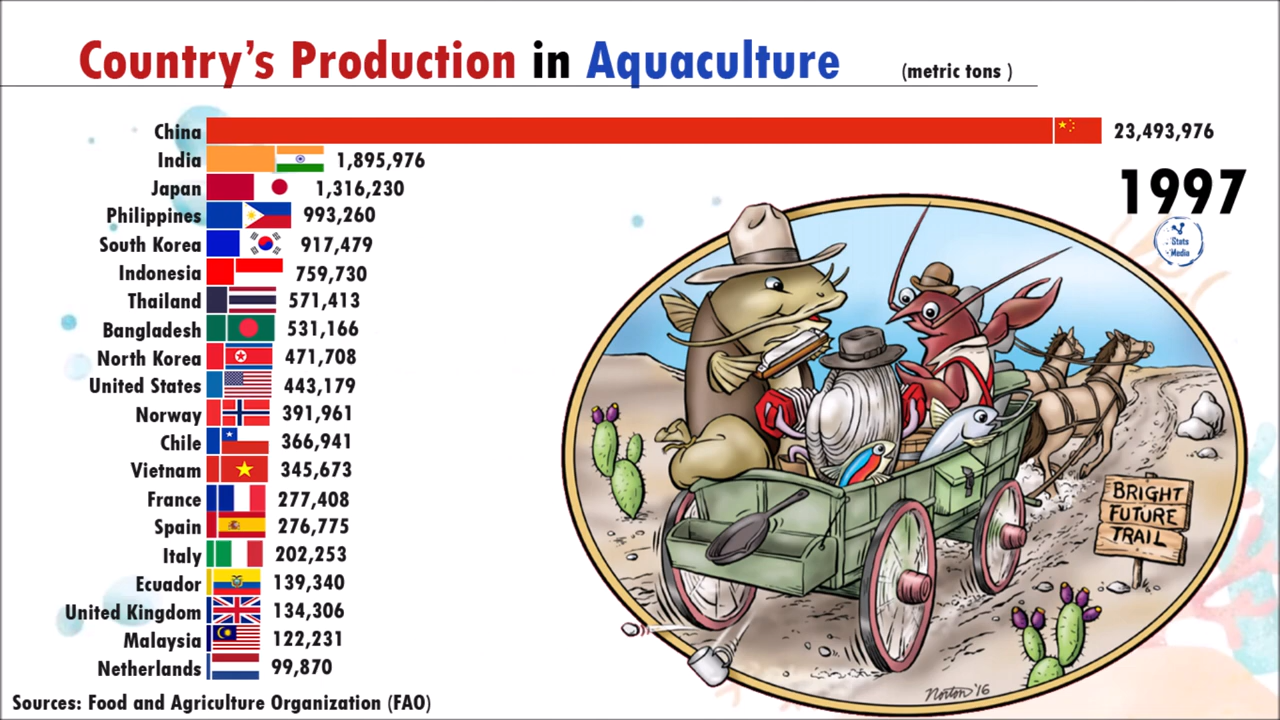 Country's Production in Aquaculture (metric tons )
China 23,493,976
India 1,895,976
1997
Japan 1,316,230
Philippines 993,260
South Korea 917,479
Stats
Media
Indonesia 759,730
Thailand 571,413
Bangladesh 531,166
North Korea 471,708
United States 443,179
Norway 391,961
Chile 366,941
Vietnam 345,673
France 277,408
Spain 276,775
Italy 202,253
Ecuador 139,340
United Kingdom 134,306
Malaysia 122,231
Netherlands 99,870
BRIGHT
FUTURE
TRAIL
Norton '16
Sources: Food and Agriculture Organization (FAO)